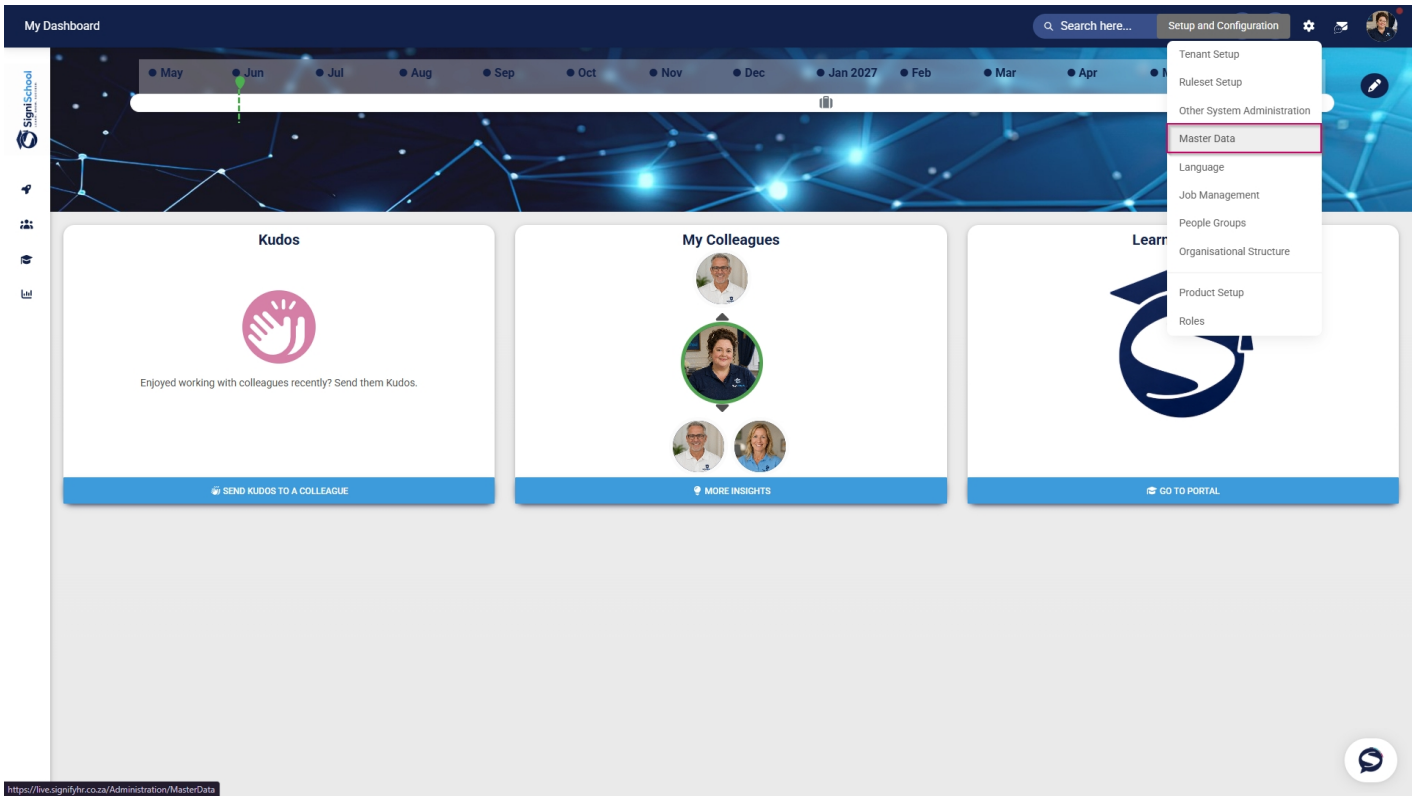 My Dashboard
Search here...
Setup and Configuration
Tenant Setup
Ruleset Setup
Other System Administration
Master Data
Language
Job Management
People Groups
Organisational Structure
Product Setup
Roles
SigniSchool
May
Jun
Jul
Aug
Sep
Oct
Nov
Dec
Jan 2027
Feb
Mar
Apr
Kudos
Enjoyed working with colleagues recently? Send them Kudos.
SEND KUDOS TO A COLLEAGUE
My Colleagues
MORE INSIGHTS
Learn
GO TO PORTAL
https://live.signifyhr.co.za/Administration/MasterData